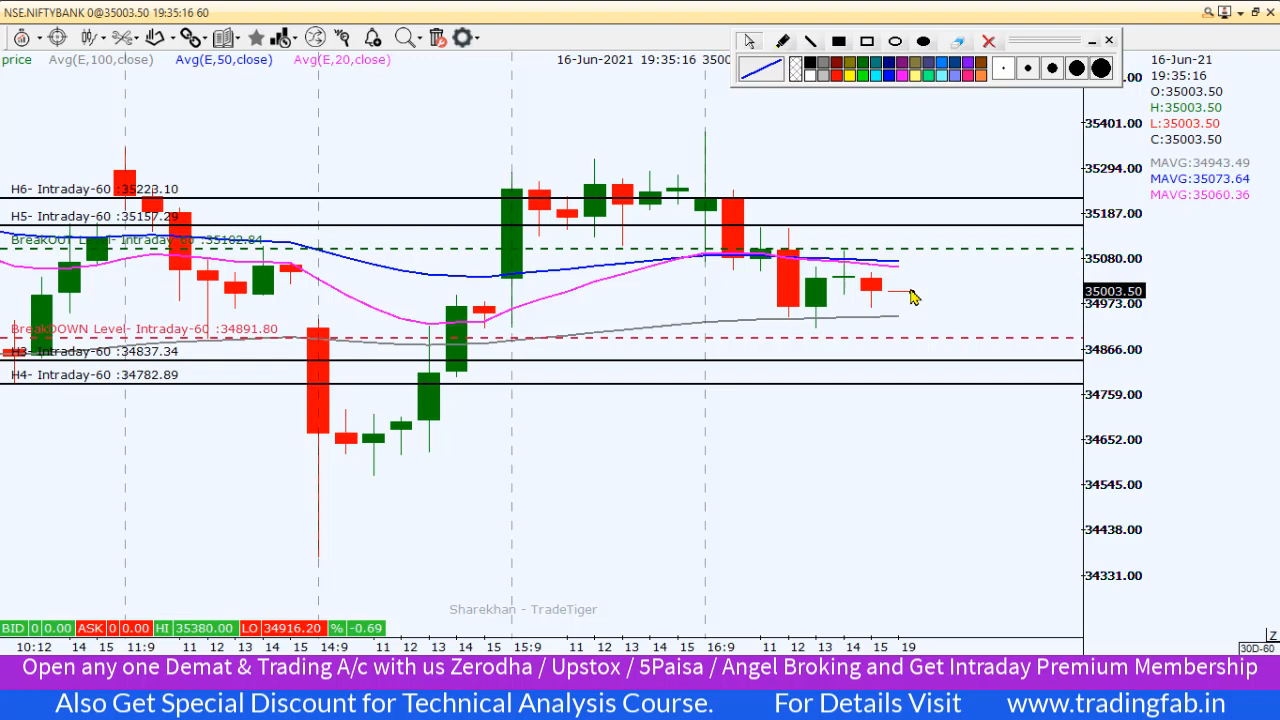 NSE.NIFTYBANK 0@35003.50 19:35:16 60
price Avg(E,100,close) Avg(E,50,close) Avg(E,20,close) 16-Jun-2021 19:35:16
16-Jun-21
19:35:16
O:35003.50
H:35003.50
L:35003.50
C:35003.50
MAVG:34943.49
MAVG:35073.64
MAVG:35060.36
35401.00
35294.00
35187.00
35080.00
35003.50
34973.00
34866.00
34759.00
34652.00
34545.00
34438.00
34331.00
H6- Intraday-60 :35223.10
H5- Intraday-60 :35157.29
BreakOUT Level- Intraday-60 :35102.84
BreakDOWN Level- Intraday-60 :34891.80
H3- Intraday-60 :34837.34
H4- Intraday-60 :34782.89
Sharekhan - TradeTiger
BID 0 0.00 ASK 0 0.00 HI 35380.00 LO 34916.20 % -0.69
Z
10:12 14 15 11:9 11 12 13 14 15 14:9 11 12 13 14 15 15:9 11 12 13 14 15 16:9 11 12 13 14 15 19
30D-60
Open any one Demat & Trading A/c with us Zerodha / Upstox / 5Paisa / Angel Broking and Get Intraday Premium Membership
Also Get Special Discount for Technical Analysis Course. For Details Visit www.tradingfab.in